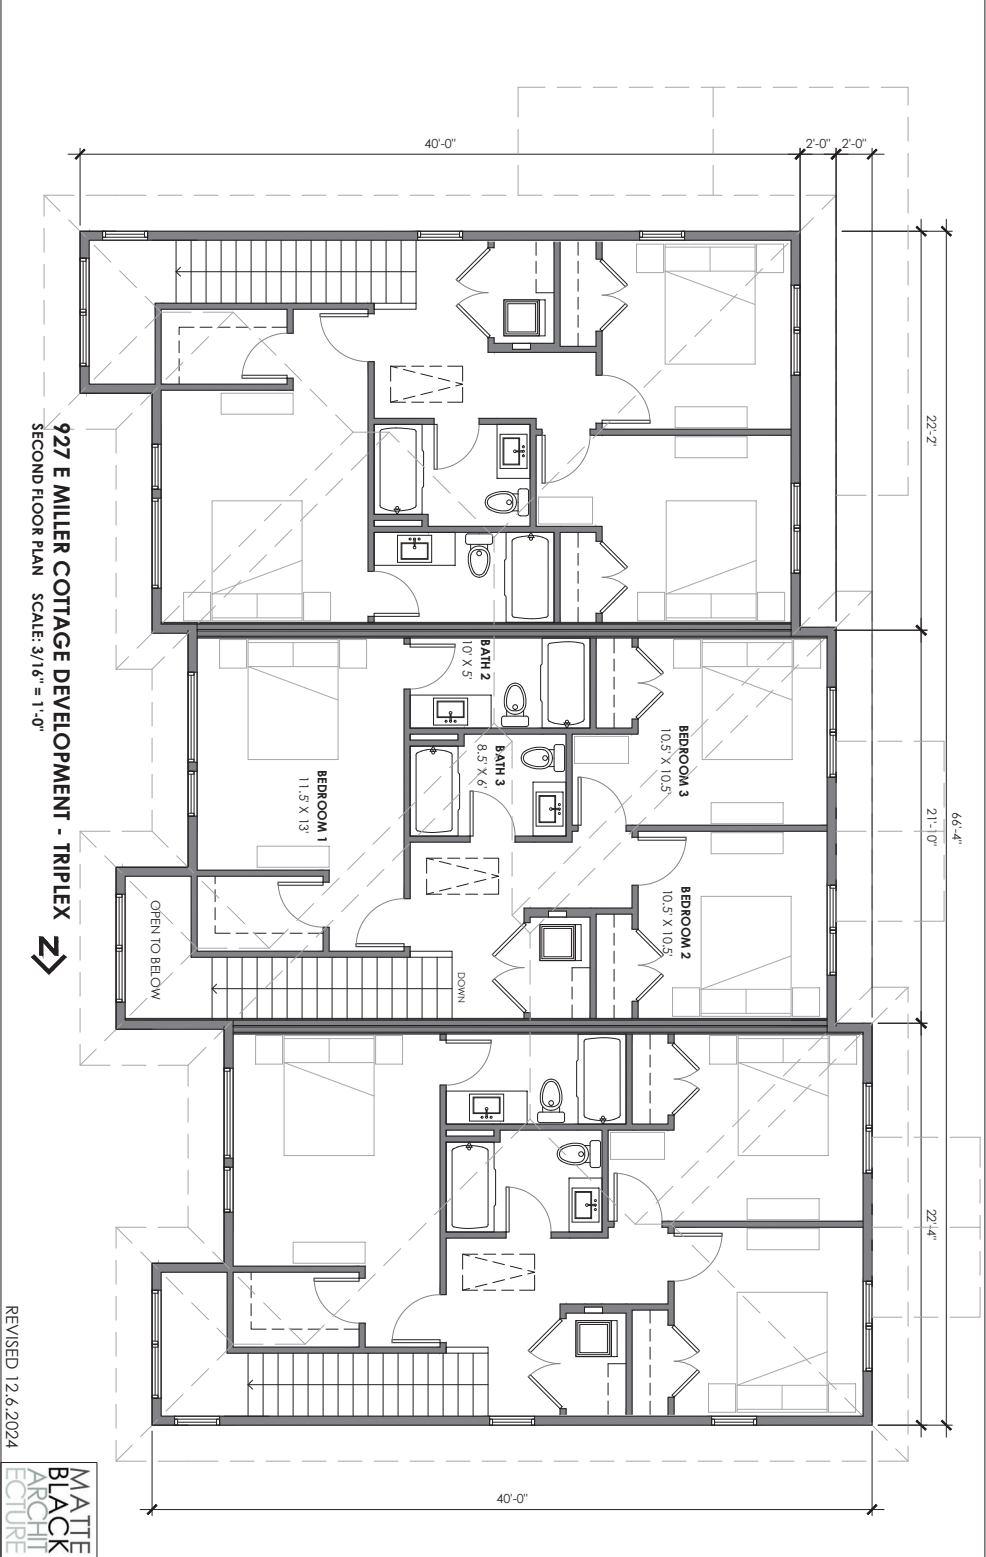 40'-0"
2'-0"
2'-0"
22'-2"
21'-10"
66'-4"
22'-4"
BATH 2
10' X 5'
BATH 3
8.5' X 6'
BEDROOM 3
10.5' X 10.5'
BEDROOM 1
11.5' X 13'
BEDROOM 2
10.5' X 10.5'
OPEN TO BELOW
DOWN
40'-0"
927 E MILLER COTTAGE DEVELOPMENT - TRIPLEX
SECOND FLOOR PLAN SCALE: 3/16" = 1'-0"
Z
REVISED 12.6.2024
MATTE
BLACK
ARCHIT
ECTURE